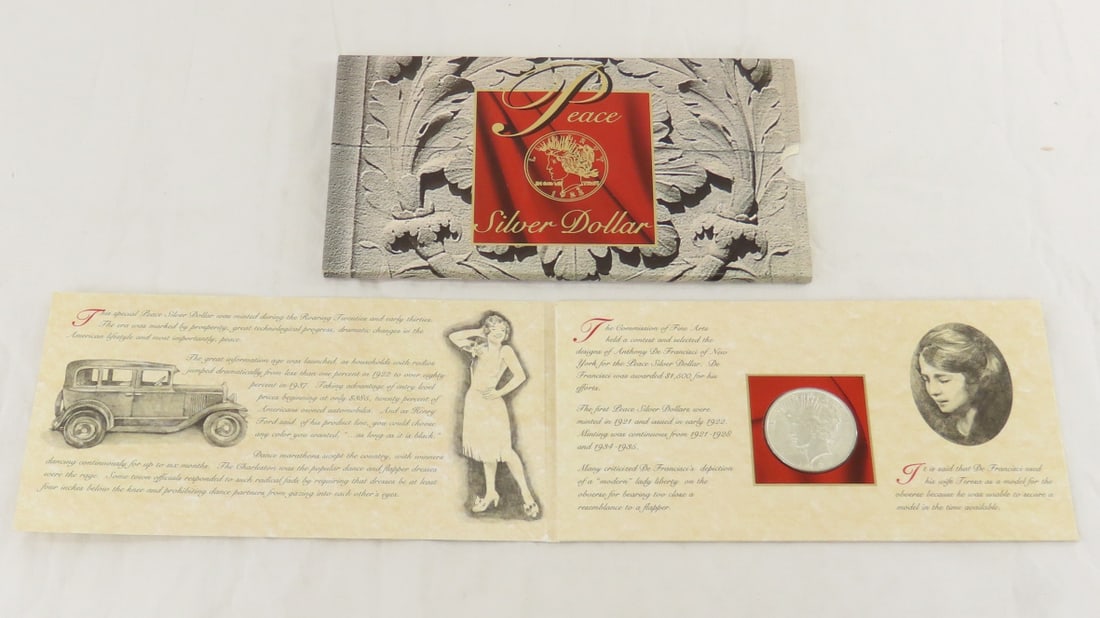 Peace
Silver Dollar
This special Peace Silver Dollar was minted during the Roaring Twenties and early thirties.
The era was marked by prosperity, great technological progress, dramatic changes in the
American lifestyle and most importantly, peace.
The great information age was launched, as households with radios
jumped dramatically from less than one percent in 1922 to over eighty
percent in 1937. Taking advantage of entry level
prices beginning at only $385, twenty percent of
Americans owned automobiles. And as Henry
Ford said, of his product line, you could choose
any color you wanted, "...as long as it is black."
Dance marathons swept the country, with winners
dancing continuously for up to six months. The Charleston was the popular dance and flapper dresses
were the rage. Some town officials responded to such radical fads by requiring that dresses be at least
four inches below the knee and prohibiting dance partners from gazing into each other's eyes.
The Commission of Fine Arts
held a contest and selected the
designs of Anthony De Francisci of New
York for the Peace Silver Dollar. De
Francisci was awarded $1,500 for his
efforts.
The first Peace Silver Dollars were
minted in 1921 and issued in early 1922.
Minting was continuous from 1921-1928
and 1934-1935.
Many criticized De Francisci's depiction
of a "modern" lady liberty on the
obverse for bearing too close a
resemblance to a flapper.
It is said that De Francisci used
his wife Teresa as a model for the
obverse because he was unable to secure a
model in the time available.